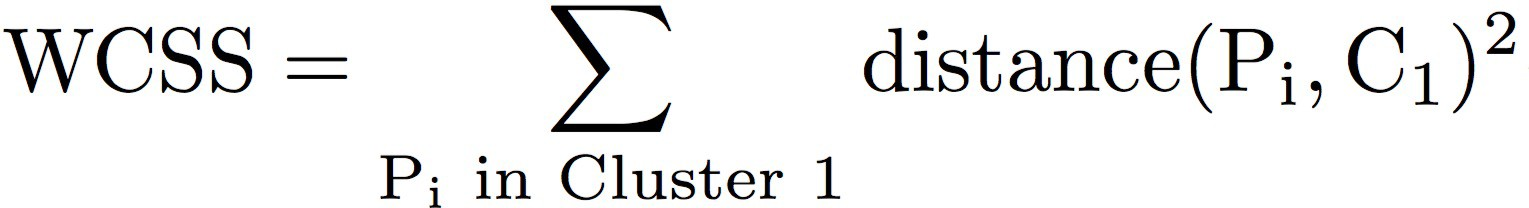 WCSS = ∑ distance(Pᵢ, C₁)²
Pᵢ in Cluster 1